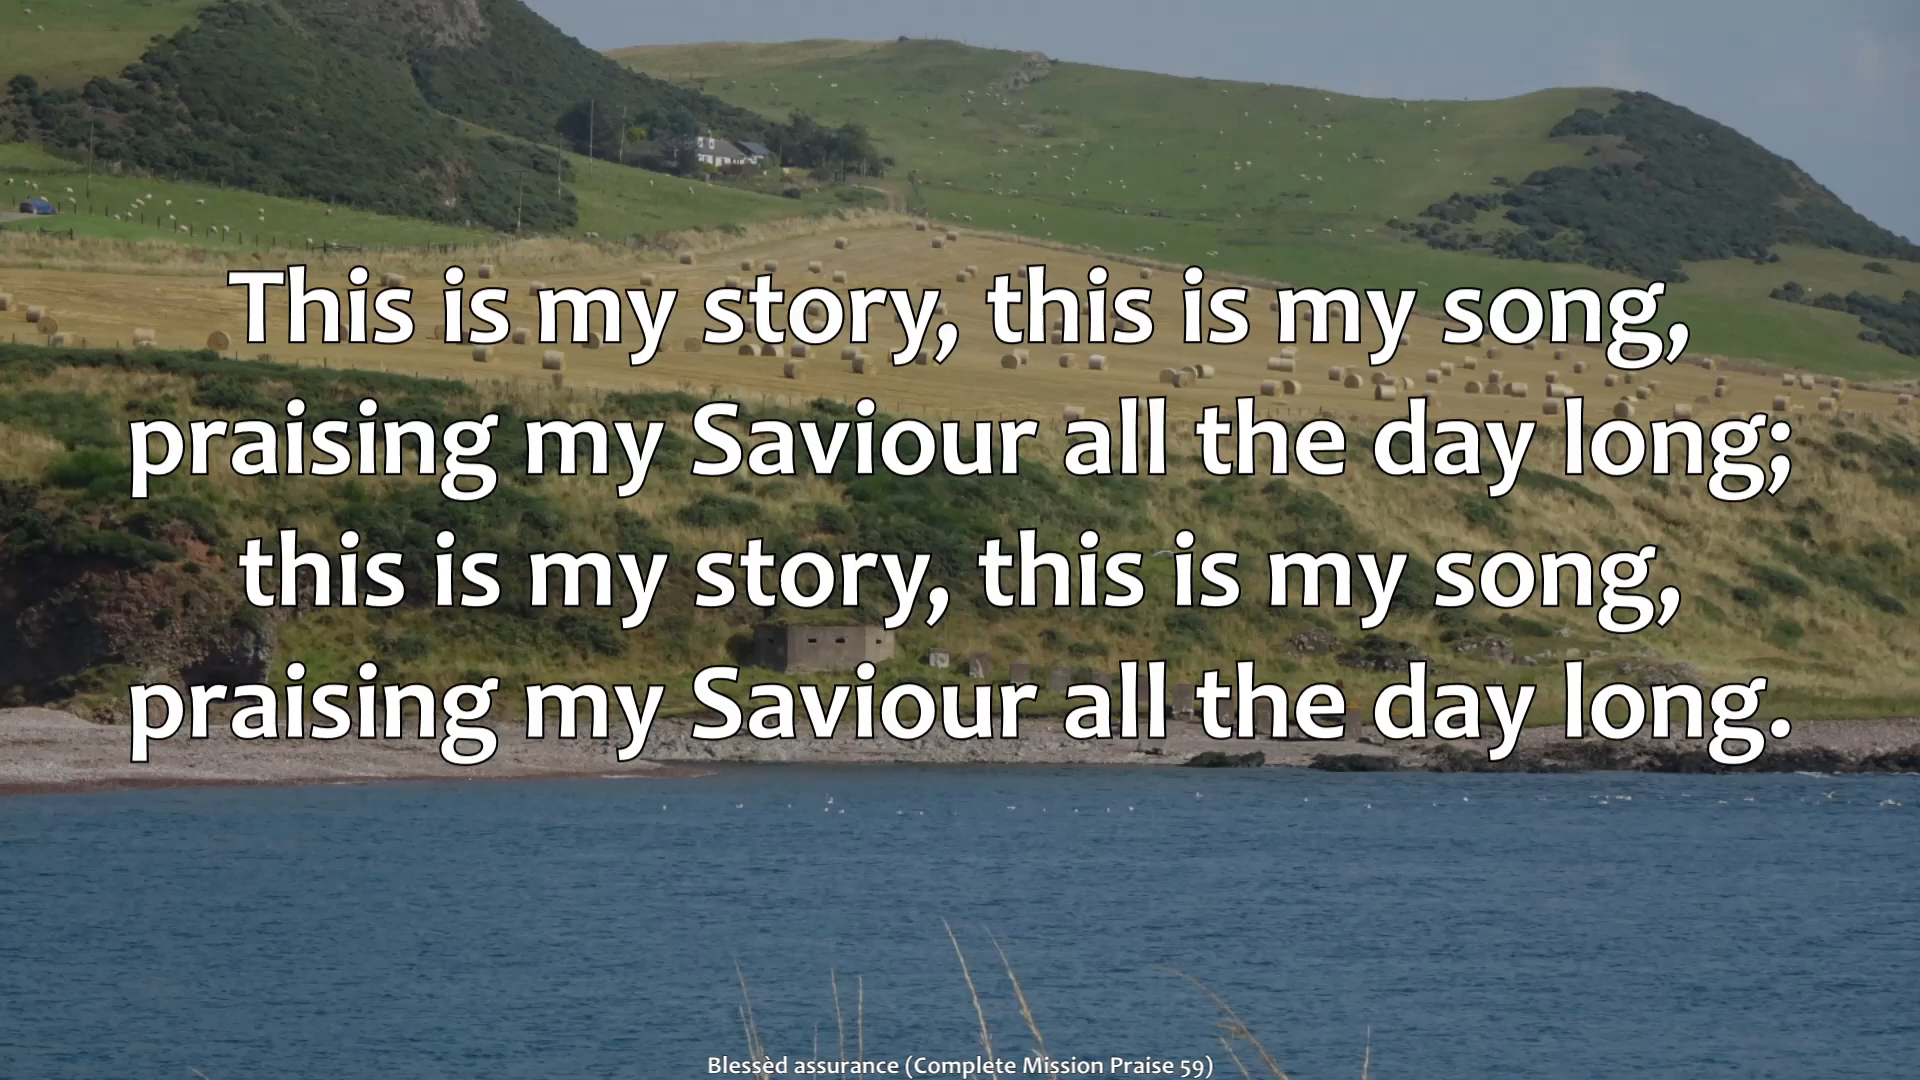 This is my story, this is my song,
praising my Saviour all the day long;
this is my story, this is my song,
praising my Saviour all the day long.
Blessèd assurance (Complete Mission Praise 59)